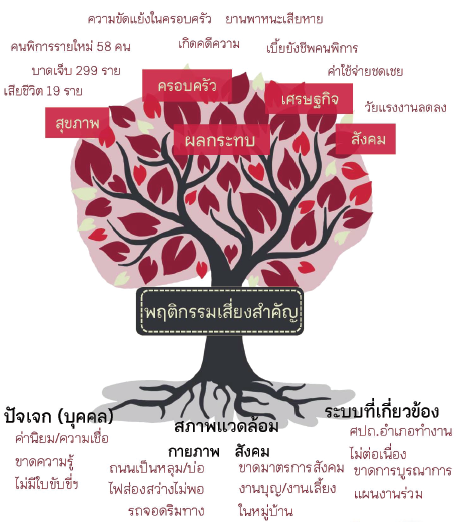 ความขัดแย้งในครอบครัว ยานพาหนะเสียหาย
คนพิการรายใหม่ 58 คน
เกิดคดีความ
เบี้ยยังชีพคนพิการ
บาดเจ็บ 299 ราย
ค่าใช้จ่ายชดเชย
เสียชีวิต 19 ราย
ครอบครัว
เศรษฐกิจ
วัยแรงงานลดลง
สุขภาพ
ผลกระทบ
สังคม
พฤติกรรมเสี่ยงสำคัญ
ปัจเจก (บุคคล)
ค่านิยม/ความเชื่อ
ขาดความรู้
ไม่มีใบขับขี่ฯ
สภาพแวดล้อม
กายภาพ สังคม
ถนนเป็นหลุม/บ่อ
ไฟส่องสว่างไม่พอ
รถจอดริมทาง
ขาดมาตรการสังคม
งานบุญ/งานเลี้ยง
ในหมู่บ้าน
ระบบที่เกี่ยวข้อง
ศปถ.อำเภอทำงาน
ไม่ต่อเนื่อง
ขาดการบูรณาการ
แผนงานร่วม